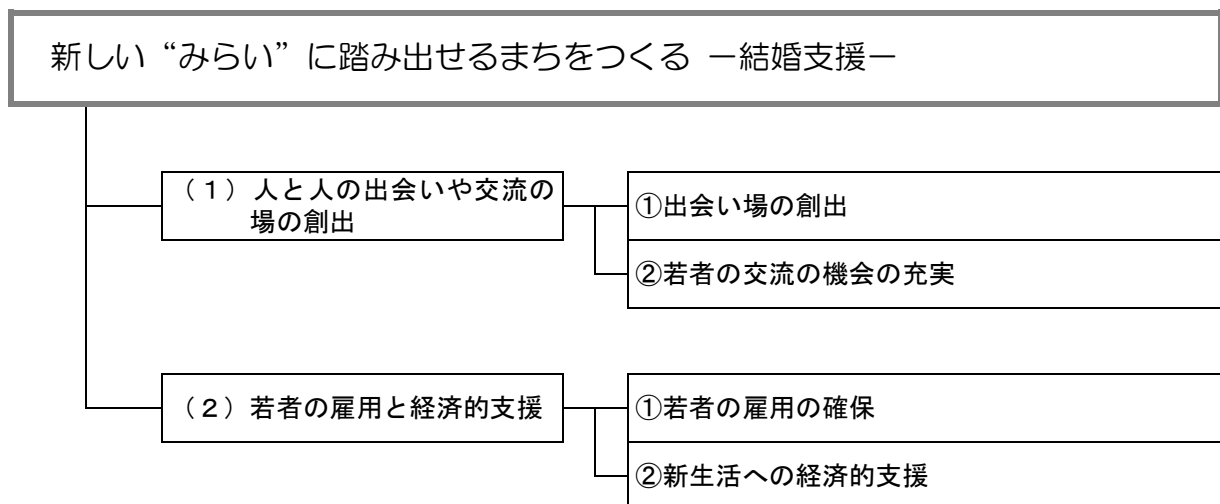 新しい“みらい”に踏み出せるまちをつくる －結婚支援－
（１）人と人の出会いや交流の
場の創出
①出会い場の創出
②若者の交流の機会の充実
（２）若者の雇用と経済的支援
①若者の雇用の確保
②新生活への経済的支援